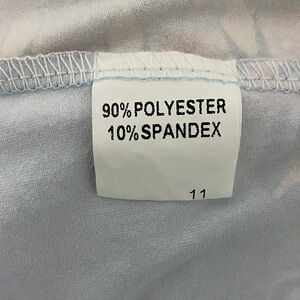 90% POLYESTER
10% SPANDEX
11